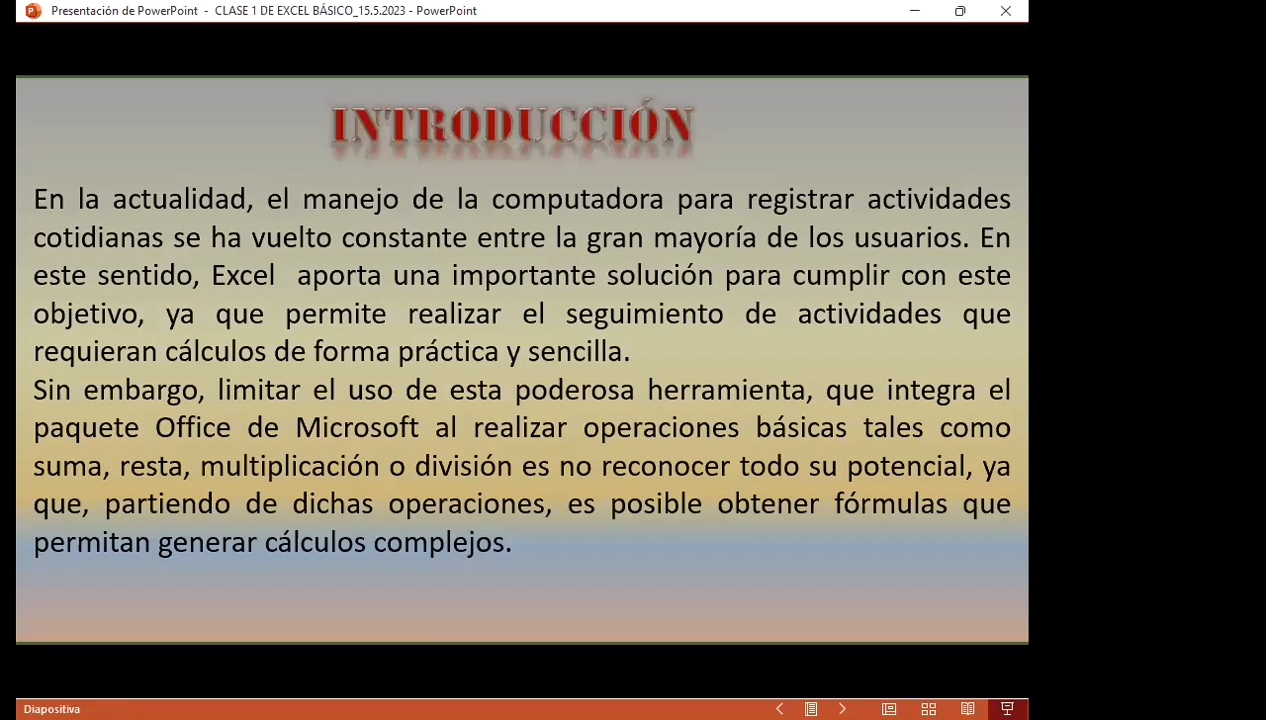 Presentación de PowerPoint - CLASE 1 DE EXCEL BÁSICO_15.5.2023 - PowerPoint
INTRODUCCIÓN
En la actualidad, el manejo de la computadora para registrar actividades
cotidianas se ha vuelto constante entre la gran mayoría de los usuarios. En
este sentido, Excel aporta una importante solución para cumplir con este
objetivo, ya que permite realizar el seguimiento de actividades que
requieran cálculos de forma práctica y sencilla.
Sin embargo, limitar el uso de esta poderosa herramienta, que integra el
paquete Office de Microsoft al realizar operaciones básicas tales como
suma, resta, multiplicación o división es no reconocer todo su potencial, ya
que, partiendo de dichas operaciones, es posible obtener fórmulas que
permitan generar cálculos complejos.
Diapositiva